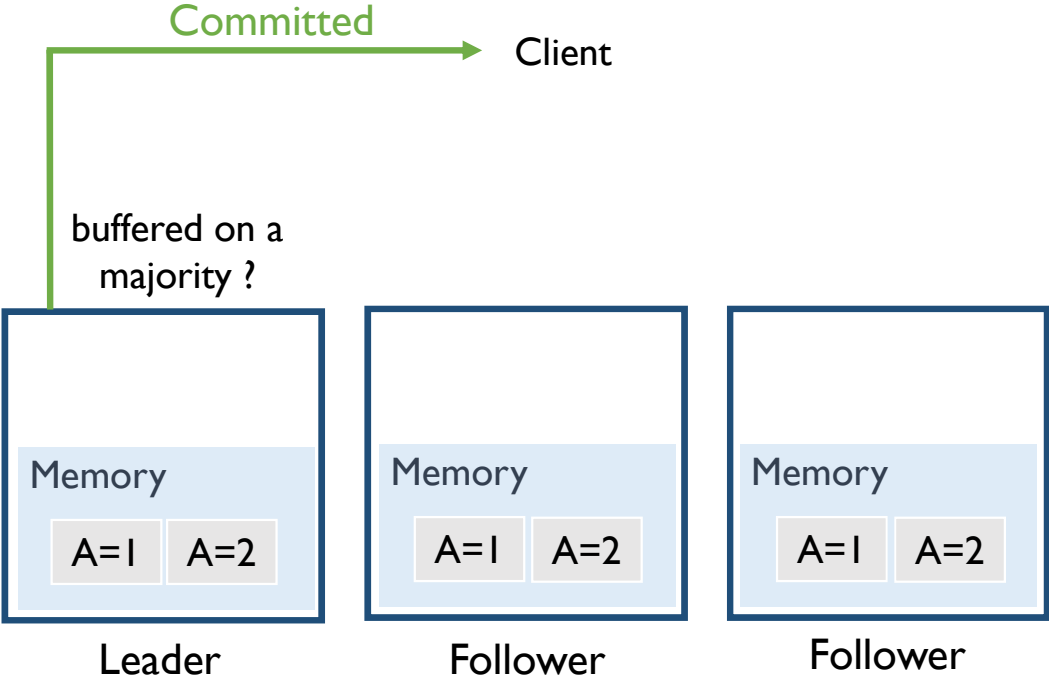 Committed
Client
buffered on a
majority ?
Memory
A=1 A=2
Leader
Memory
A=1 A=2
Follower
Memory
A=1 A=2
Follower